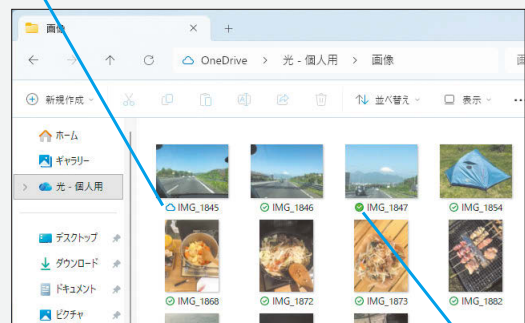 画像
OneDrive > 光 - 個人用 > 画像
新規作成
並べ替え
表示
ホーム
ギャラリー
光 - 個人用
IMG_1845
IMG_1846
IMG_1847
IMG_1854
デスクトップ
ダウンロード
ドキュメント
ピクチャ
IMG_1868
IMG_1872
IMG_1873
IMG_1882